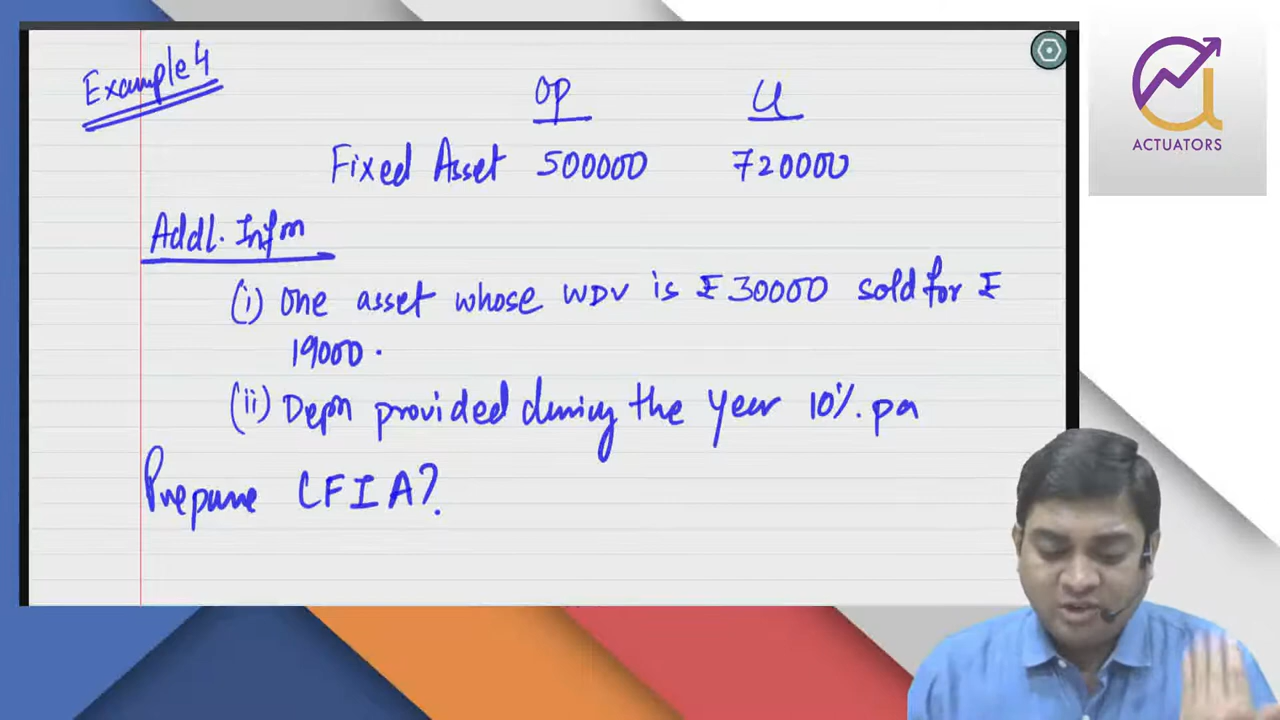 Example 4
Op Cl
Fixed Asset 500000 720000
Addl. Infm
(i) One asset whose WDV is ₹ 30000 sold for ₹
19000.
(ii) Depn provided during the year 10% pa
Prepare CFIA?
ACTUATORS